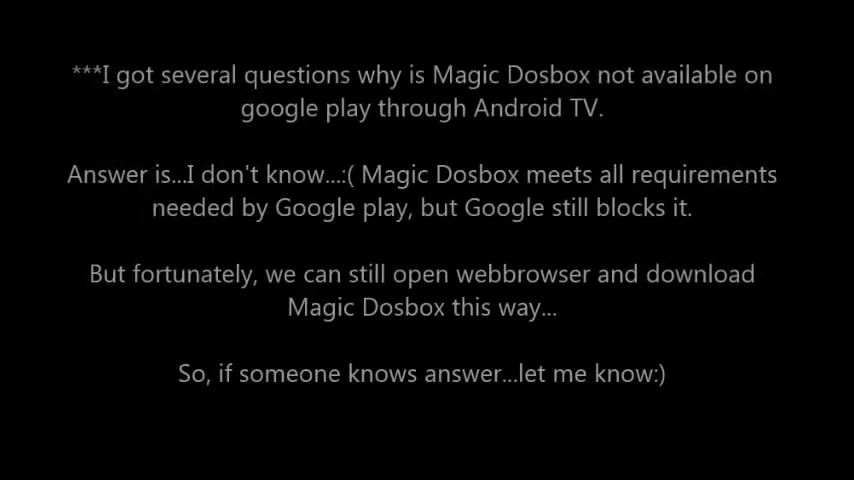 ***I got several questions why is Magic Dosbox not available on
google play through Android TV.
Answer is...I don't know...:( Magic Dosbox meets all requirements
needed by Google play, but Google still blocks it.
But fortunately, we can still open webbrowser and download
Magic Dosbox this way...
So, if someone knows answer...let me know:)